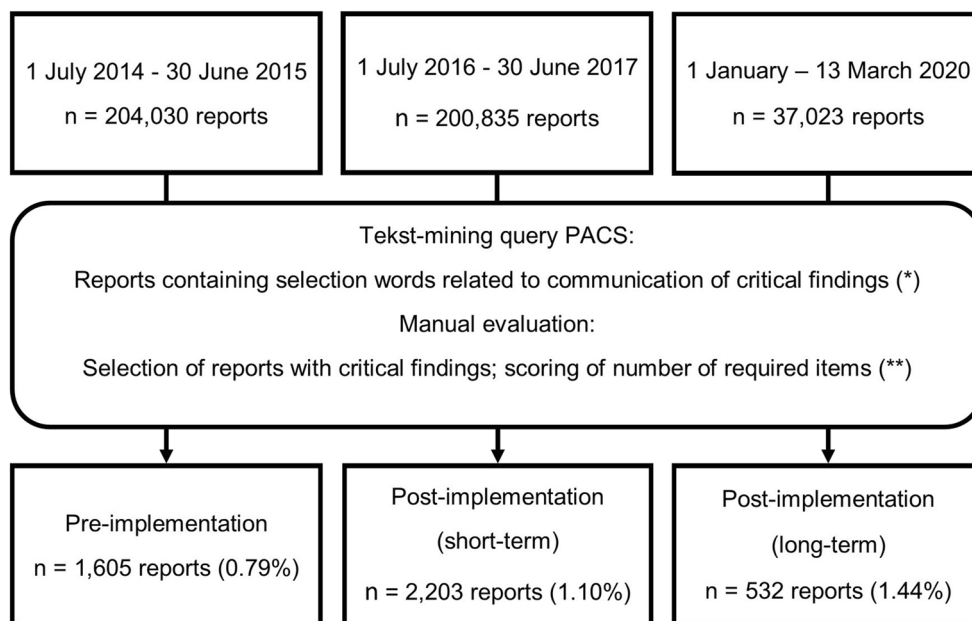 1 July 2014 - 30 June 2015
n = 204,030 reports
1 July 2016 - 30 June 2017
n = 200,835 reports
1 January – 13 March 2020
n = 37,023 reports
Tekst-mining query PACS:
Reports containing selection words related to communication of critical findings (*)
Manual evaluation:
Selection of reports with critical findings; scoring of number of required items (**)
Pre-implementation
n = 1,605 reports (0.79%)
Post-implementation
(short-term)
n = 2,203 reports (1.10%)
Post-implementation
(long-term)
n = 532 reports (1.44%)